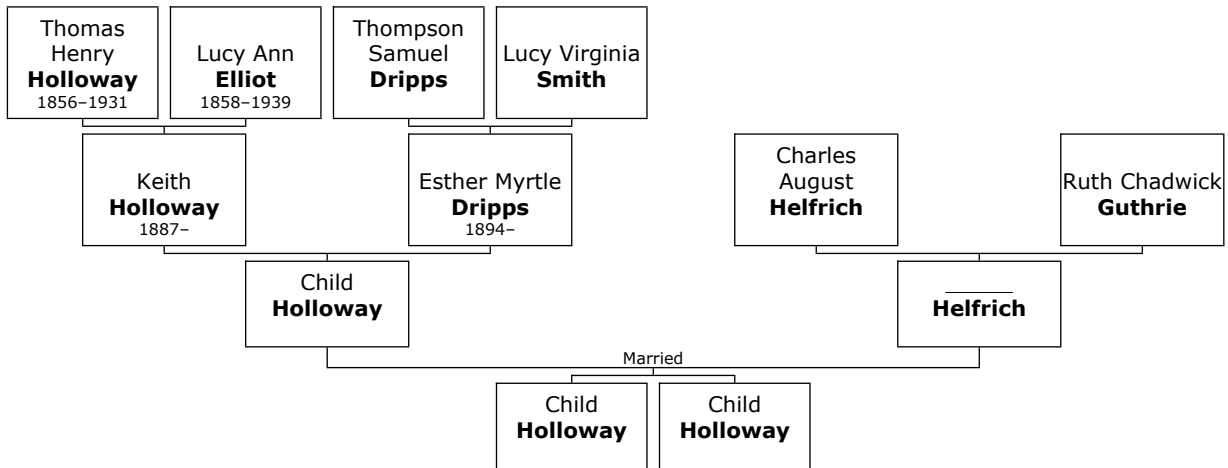 Thomas
Henry
Holloway
1856–1931
Lucy Ann
Elliot
1858–1939
Thompson
Samuel
Dripps
Lucy Virginia
Smith
Keith
Holloway
1887–
Esther Myrtle
Dripps
1894–
Charles
August
Helfrich
Ruth Chadwick
Guthrie
Child
Holloway
______
Helfrich
Married
Child
Holloway
Child
Holloway